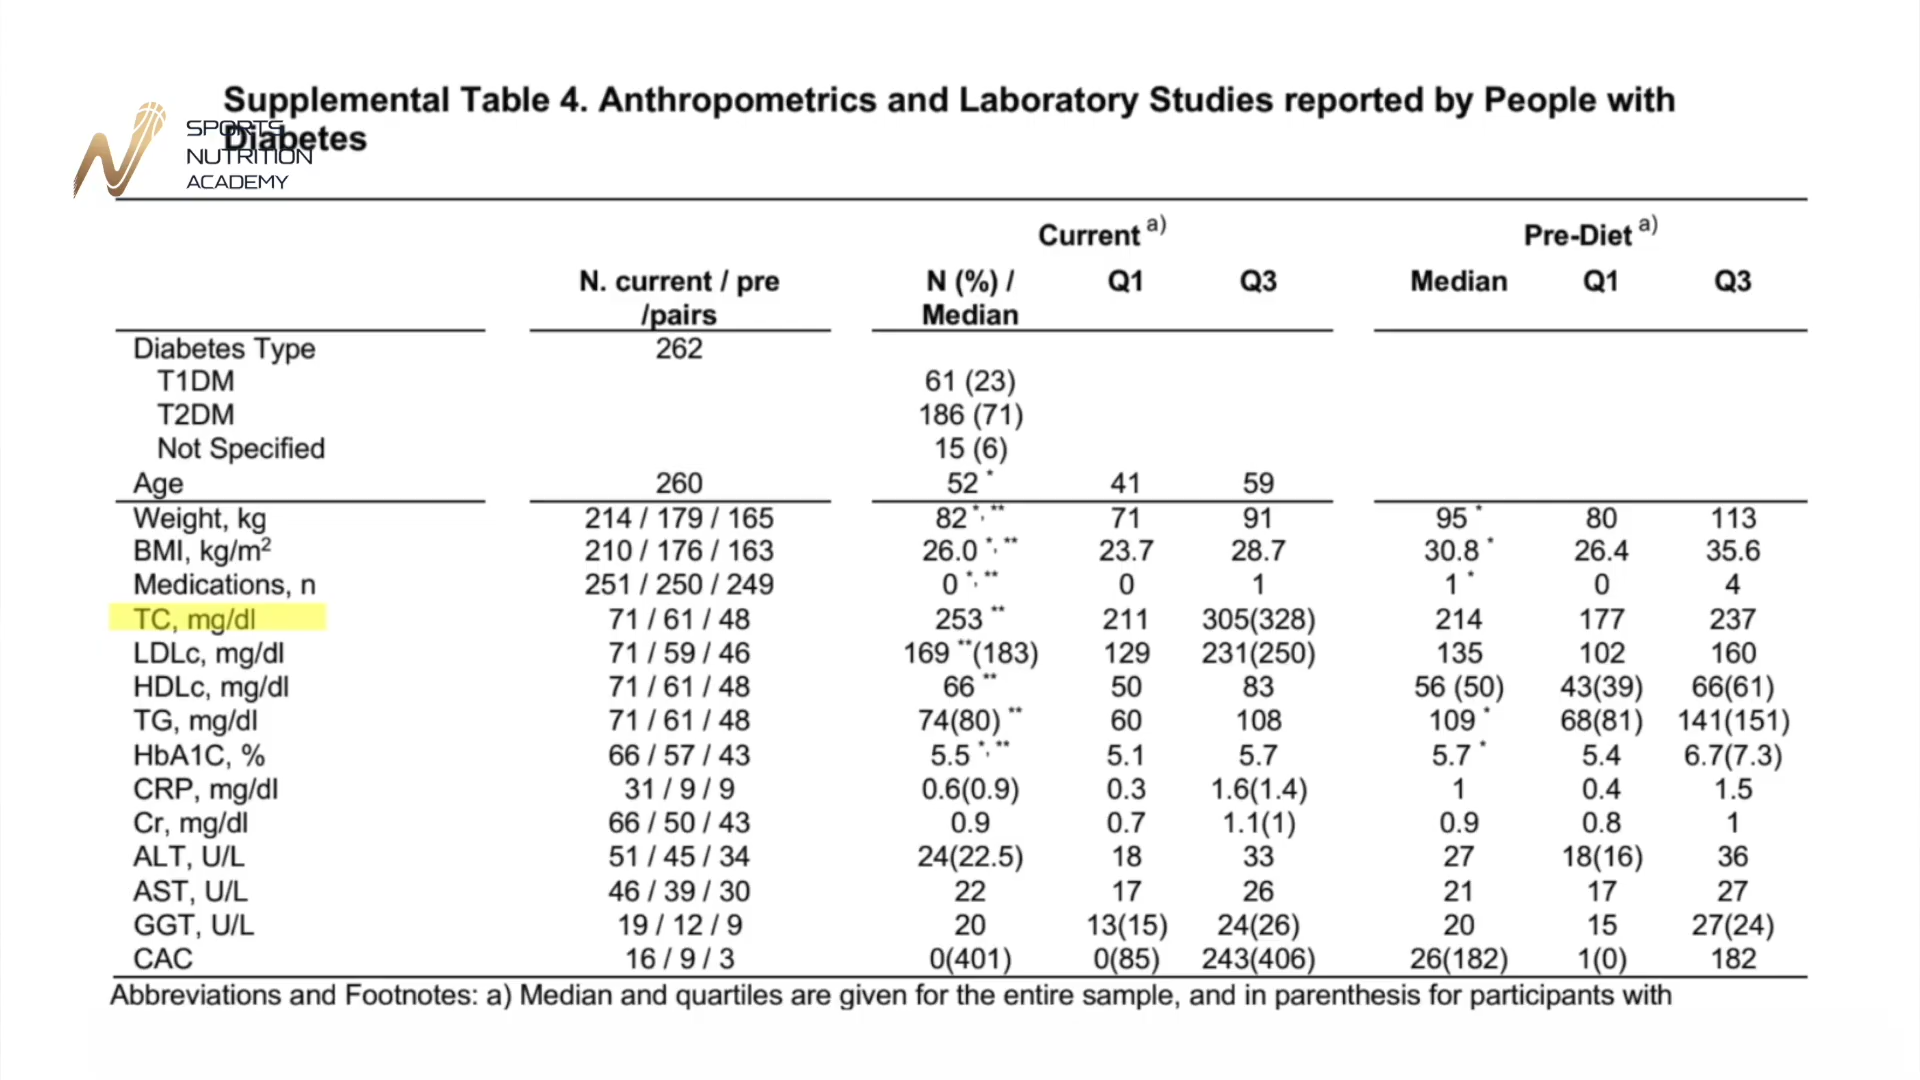 Supplemental Table 4. Anthropometrics and Laboratory Studies reported by People with
Diabetes
SPORTS
NUTRITION
ACADEMY
Current a) Pre-Diet a)
N. current / pre N (%) / Q1 Q3 Median Q1 Q3
/pairs Median
Diabetes Type 262
T1DM 61 (23)
T2DM 186 (71)
Not Specified 15 (6)
Age 260 52 * 41 59
Weight, kg 214 / 179 / 165 82 *, ** 71 91 95 * 80 113
BMI, kg/m² 210 / 176 / 163 26.0 *, ** 23.7 28.7 30.8 * 26.4 35.6
Medications, n 251 / 250 / 249 0 *, ** 0 1 1 * 0 4
TC, mg/dl 71 / 61 / 48 253 ** 211 305(328) 214 177 237
LDLc, mg/dl 71 / 59 / 46 169 **(183) 129 231(250) 135 102 160
HDLc, mg/dl 71 / 61 / 48 66 ** 50 83 56 (50) 43(39) 66(61)
TG, mg/dl 71 / 61 / 48 74(80) ** 60 108 109 * 68(81) 141(151)
HbA1C, % 66 / 57 / 43 5.5 *, ** 5.1 5.7 5.7 * 5.4 6.7(7.3)
CRP, mg/dl 31 / 9 / 9 0.6(0.9) 0.3 1.6(1.4) 1 0.4 1.5
Cr, mg/dl 66 / 50 / 43 0.9 0.7 1.1(1) 0.9 0.8 1
ALT, U/L 51 / 45 / 34 24(22.5) 18 33 27 18(16) 36
AST, U/L 46 / 39 / 30 22 17 26 21 17 27
GGT, U/L 19 / 12 / 9 20 13(15) 24(26) 20 15 27(24)
CAC 16 / 9 / 3 0(401) 0(85) 243(406) 26(182) 1(0) 182
Abbreviations and Footnotes: a) Median and quartiles are given for the entire sample, and in parenthesis for participants with